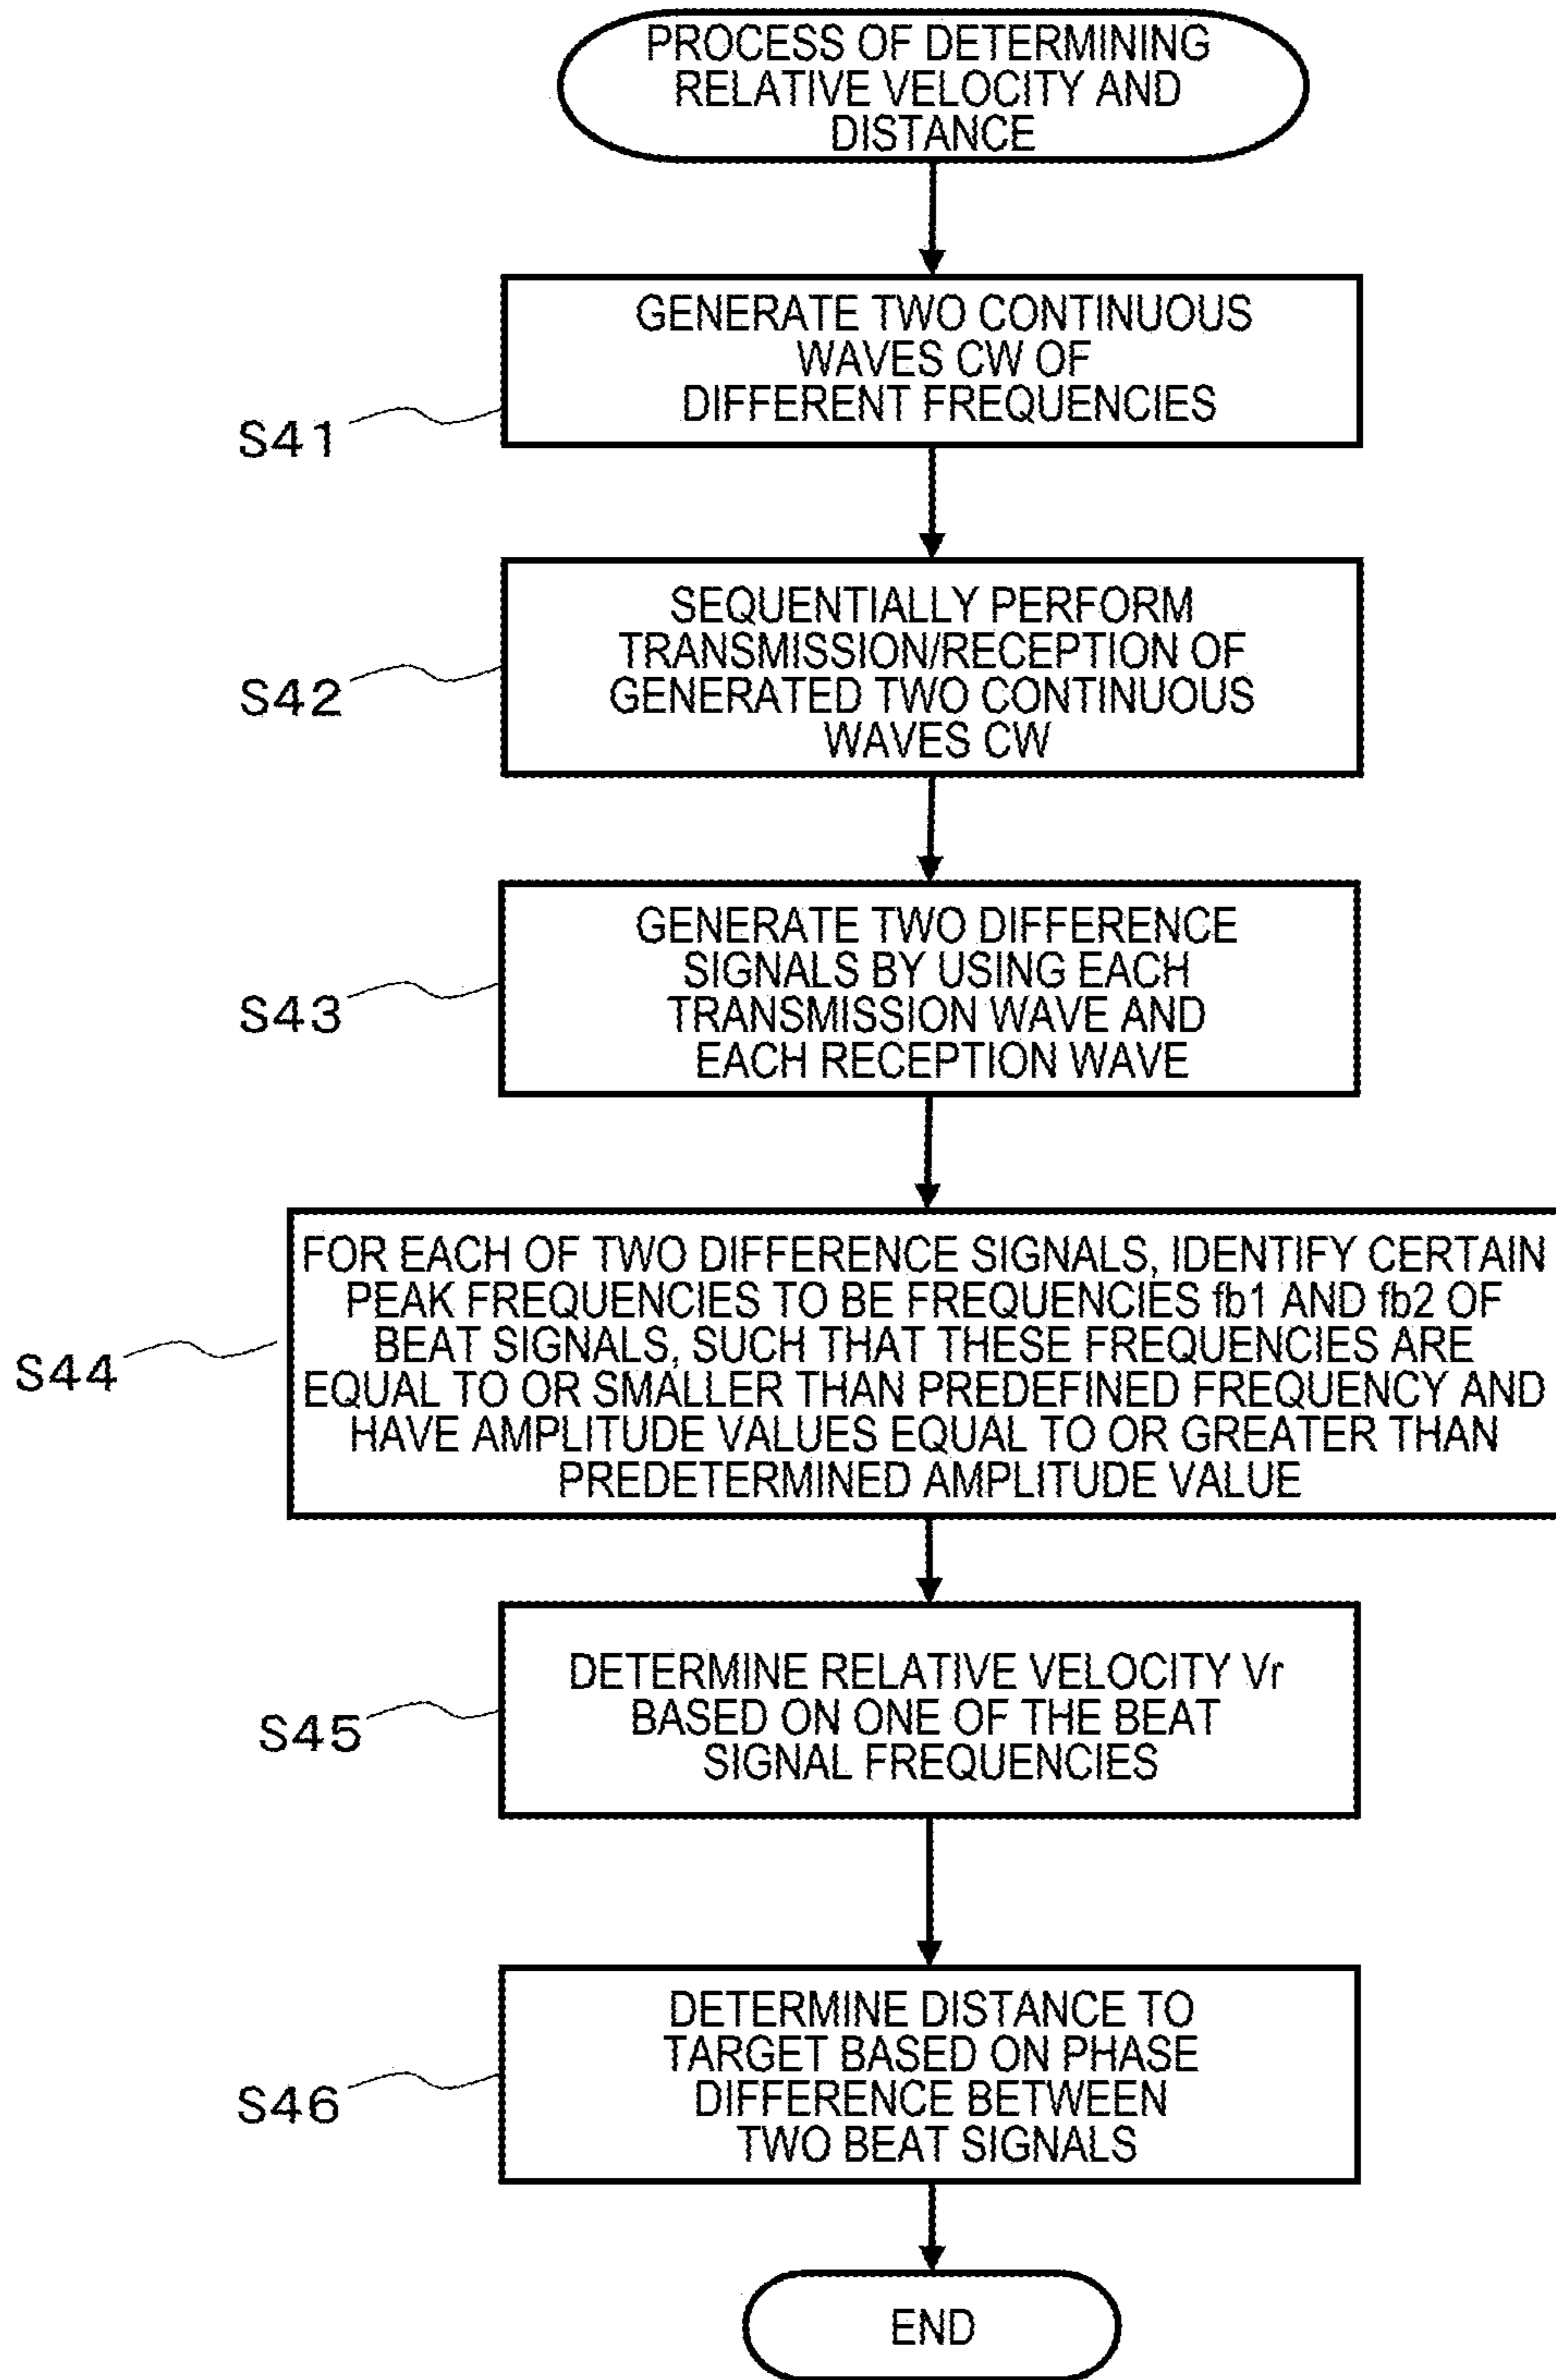 PROCESS OF DETERMINING
RELATIVE VELOCITY AND
DISTANCE
GENERATE TWO CONTINUOUS
WAVES CW OF
DIFFERENT FREQUENCIES
S41
SEQUENTIALLY PERFORM
TRANSMISSION/RECEPTION OF
GENERATED TWO CONTINUOUS
WAVES CW
S42
GENERATE TWO DIFFERENCE
SIGNALS BY USING EACH
TRANSMISSION WAVE AND
EACH RECEPTION WAVE
S43
FOR EACH OF TWO DIFFERENCE SIGNALS, IDENTIFY CERTAIN
PEAK FREQUENCIES TO BE FREQUENCIES fb1 AND fb2 OF
BEAT SIGNALS, SUCH THAT THESE FREQUENCIES ARE
EQUAL TO OR SMALLER THAN PREDEFINED FREQUENCY AND
HAVE AMPLITUDE VALUES EQUAL TO OR GREATER THAN
PREDETERMINED AMPLITUDE VALUE
S44
DETERMINE RELATIVE VELOCITY Vr
BASED ON ONE OF THE BEAT
SIGNAL FREQUENCIES
S45
DETERMINE DISTANCE TO
TARGET BASED ON PHASE
DIFFERENCE BETWEEN
TWO BEAT SIGNALS
S46
END